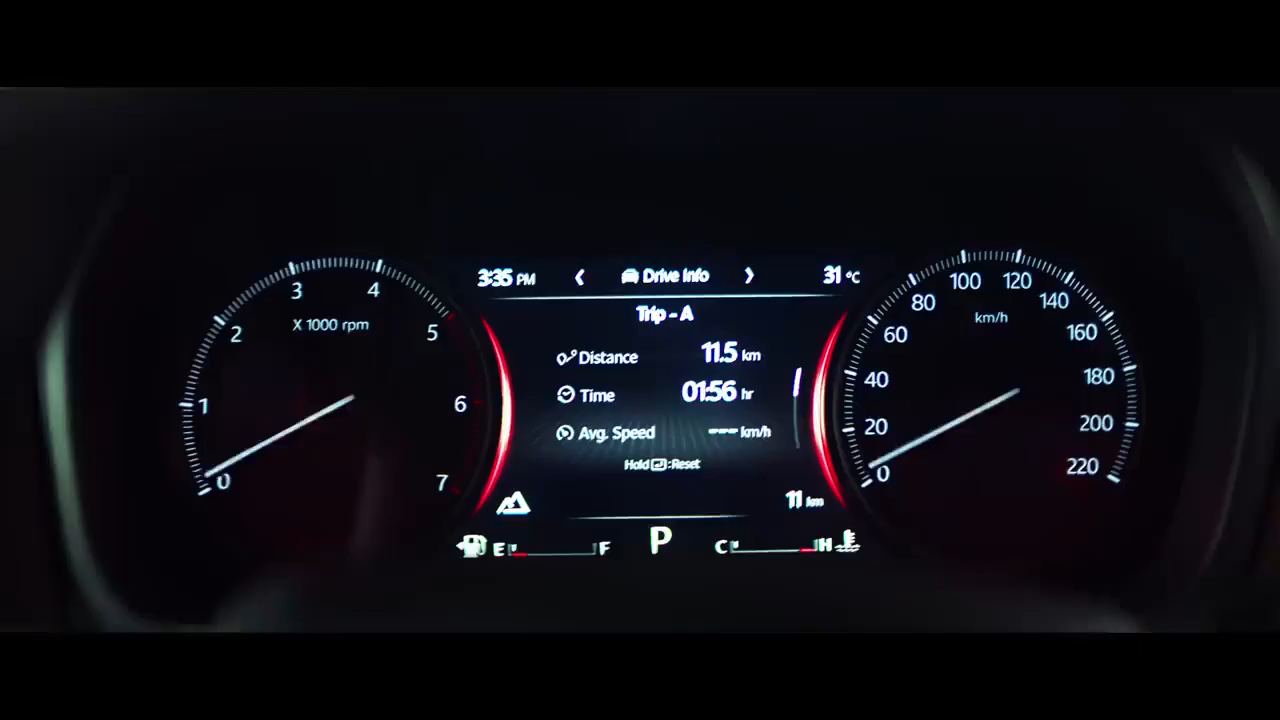 3:35 PM
Drive Info
31 °C
Trip - A
Distance 11.5 km
Time 01:56 hr
Avg. Speed --- km/h
Hold :Reset
11 km
E F
P
C H
0
1
2
3
4
5
6
7
X 1000 rpm
0
20
40
60
80
100
120
140
160
180
200
220
km/h